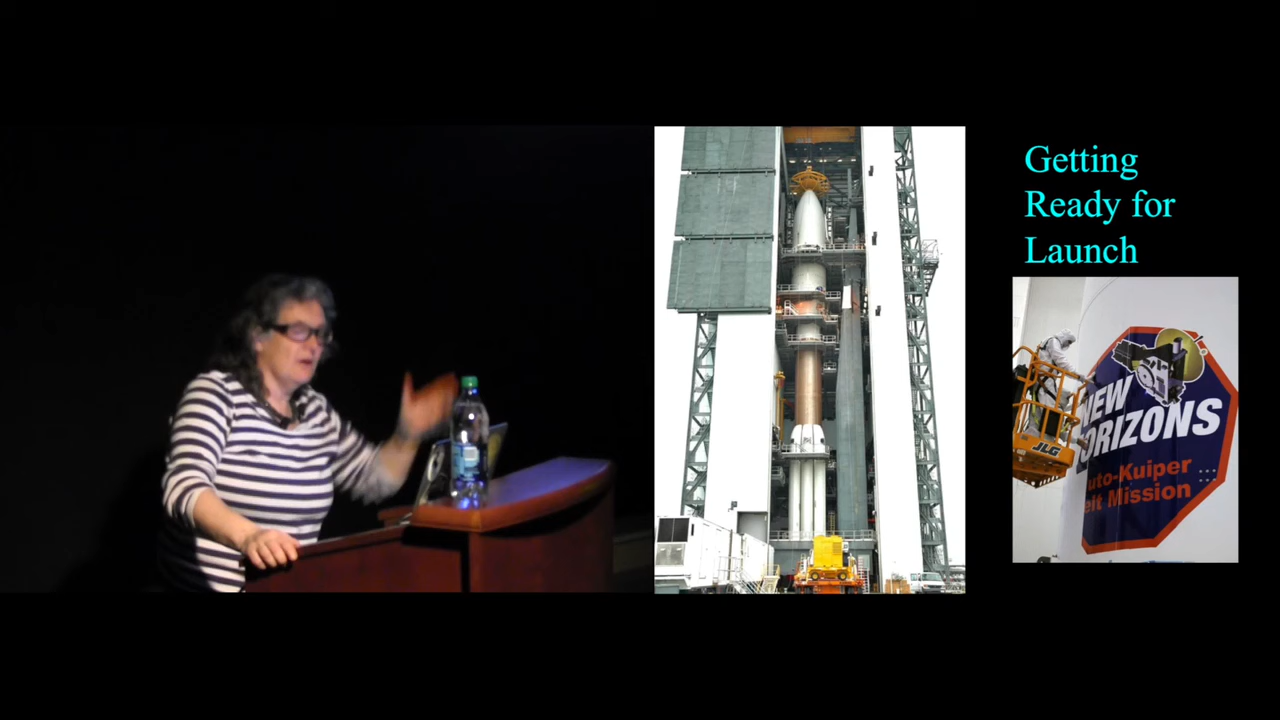 Getting
Ready for
Launch
NEW
ORIZONS
uto-Kuiper
elt Mission
JLG